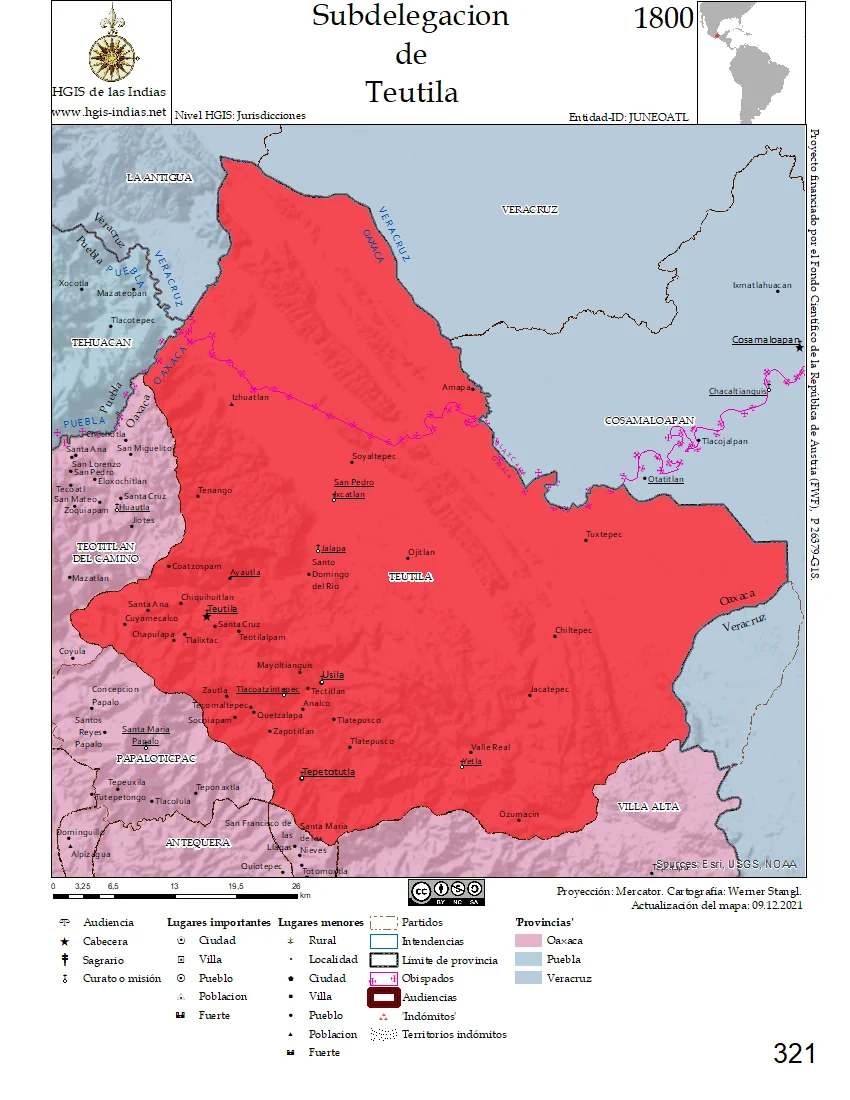 Subdelegacion
de
Teutila
1800
HGIS de las Indias
www.hgis-indias.net
Nivel HGIS: Jurisdicciones
Entidad-ID: JUNEOATL
Proyecto financiado por el Fondo Científico de la República de Austria (FWF), P 26379-G18.
LA ANTIGUA
VERACRUZ
VERACRUZ
OAXACA
Veracruz
Puebla
PUEBLA
VERACRUZ
Xocotla
Mazateopan
Tlacotepec
TEHUACAN
OAXACA
Puebla
Oaxaca
PUEBLA
Ixmatlahuacan
Cosamaloapan
Chacaltianguis
COSAMALOAPAN
Tlacojalpan
Otatitlan
Amapa
Izhuatlan
TLAXCALA
OAXACA
Santa Ana
San Miguelito
San Lorenzo
San Pedro
Eloxochitlan
Tecoatl
San Mateo
Santa Cruz
Zoquiapam
Huautla
Jiotes
TEOTITLAN
DEL CAMINO
Mazatlan
Soyaltepec
San Pedro
Ixcatlan
Tenango
Tuxtepec
Jalapa
Ojitlan
Coatzospam
Ayautla
Santo
Domingo
del Rio
TEUTILA
Chiquihuitlan
Santa Ana
Teutila
Cuyamecalco
Santa Cruz
Chapulapa
Tlalixtac
Teotilalpam
Chiltepec
Oaxaca
Veracruz
Coyula
Mayoltianguis
Usila
Zautla
Tlacoatzintepec
Tectitlan
Jacatepec
Concepcion
Papalo
Tecomaltepec
Analco
Sochiapam
Quetzalapa
Tlatepusco
Santos
Reyes
Papalo
Santa Maria
Papalo
Zapotitlan
Tlatepusco
Valle Real
Yetla
PAPALOTICPAC
Tepetotutla
Tepeuxila
Teponaxtla
Tutepetongo
Tlacolula
VILLA ALTA
Ozumacin
Dominguillo
Alpizagua
ANTEQUERA
San Francisco de
las
Llagas
Santa Maria
de las
Nieves
Quiotepec
Totomoxtla
Sources: Esri, USGS, NOAA
0 3,25 6,5 13 19,5 26
km
CC BY NC SA
Proyección: Mercator. Cartografía: Werner Stangl.
Actualización del mapa: 09.12.2021
Audiencia
Cabecera
Sagrario
Curato o misión
Lugares importantes
Ciudad
Villa
Pueblo
Poblacion
Fuerte
Lugares menores
Rural
Localidad
Ciudad
Villa
Pueblo
Poblacion
Fuerte
Partidos
Intendencias
Límite de provincia
Obispados
Audiencias
'Indómitos'
Territorios indómitos
'Provincias'
Oaxaca
Puebla
Veracruz
321